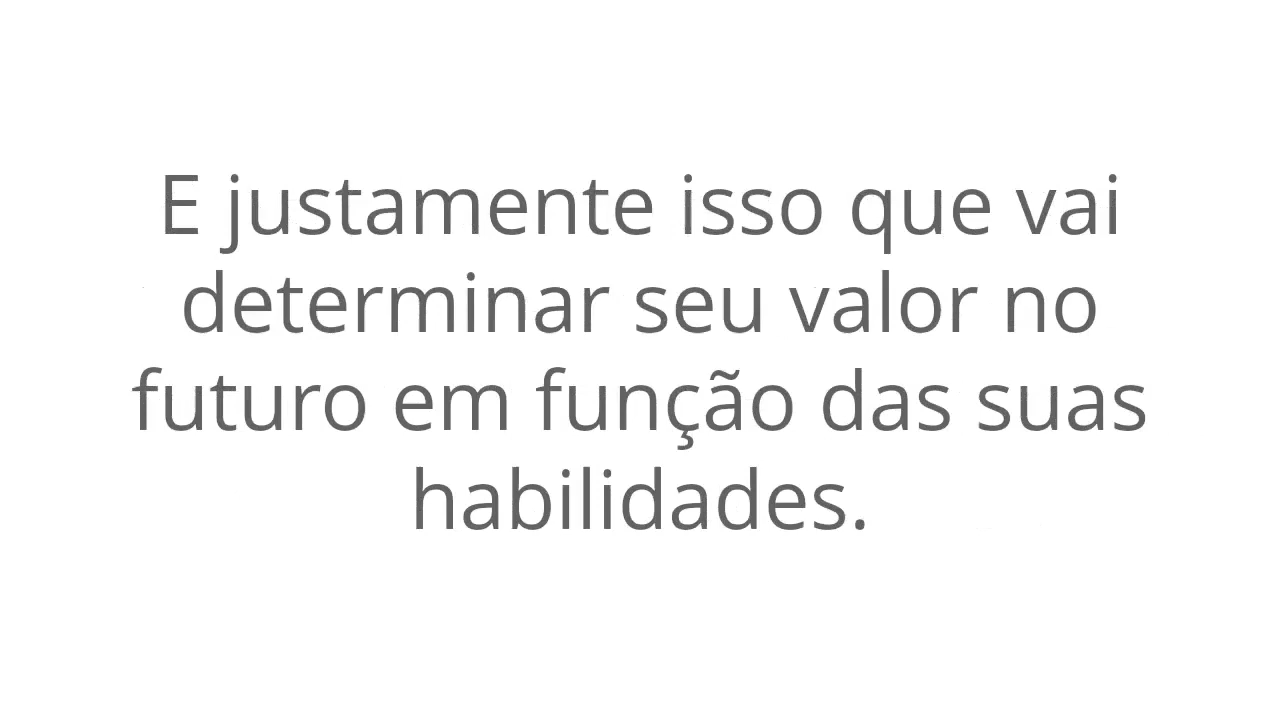 E justamente isso que vai
determinar seu valor no
futuro em função das suas
habilidades.